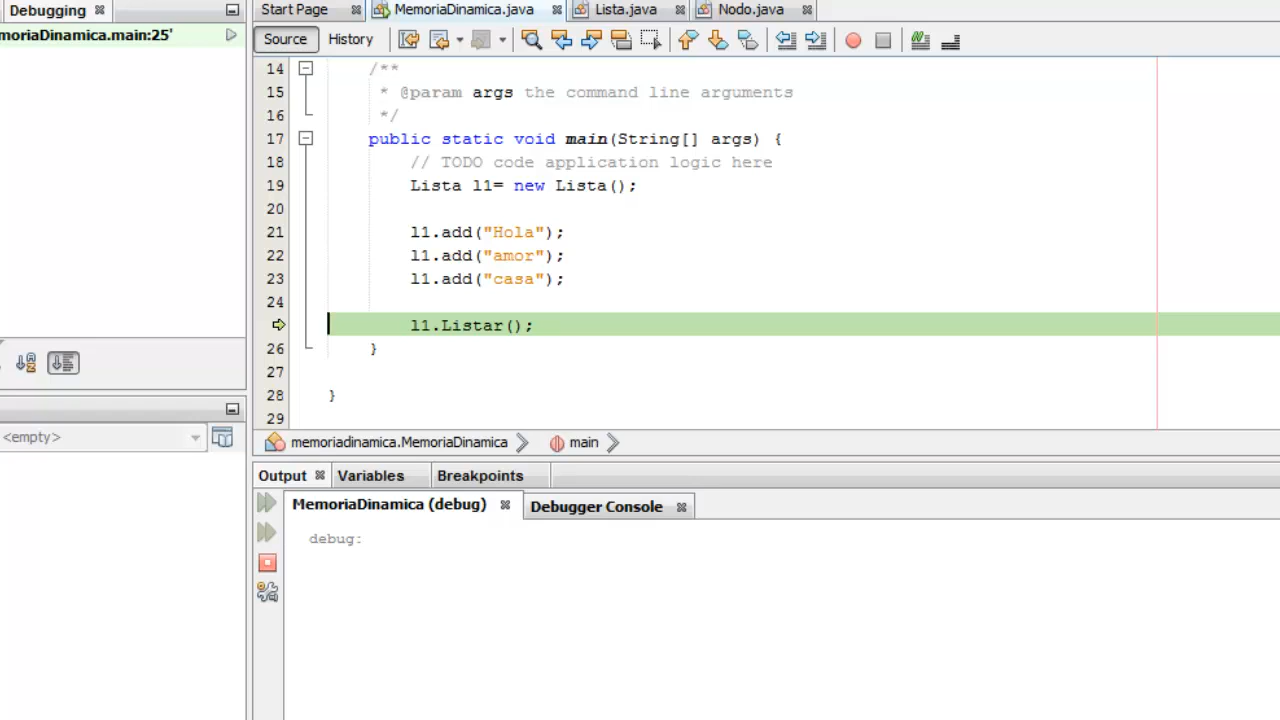 Debugging
moriaDinamica.main:25'
<empty>
Start Page MemoriaDinamica.java Lista.java Nodo.java
Source History
14 /**
15 * @param args the command line arguments
16 */
17 public static void main(String[] args) {
18 // TODO code application logic here
19 Lista l1= new Lista();
20
21 l1.add("Hola");
22 l1.add("amor");
23 l1.add("casa");
24
l1.Listar();
26 }
27
28 }
29
memoriadinamica.MemoriaDinamica main
Output Variables Breakpoints
MemoriaDinamica (debug) Debugger Console
debug: